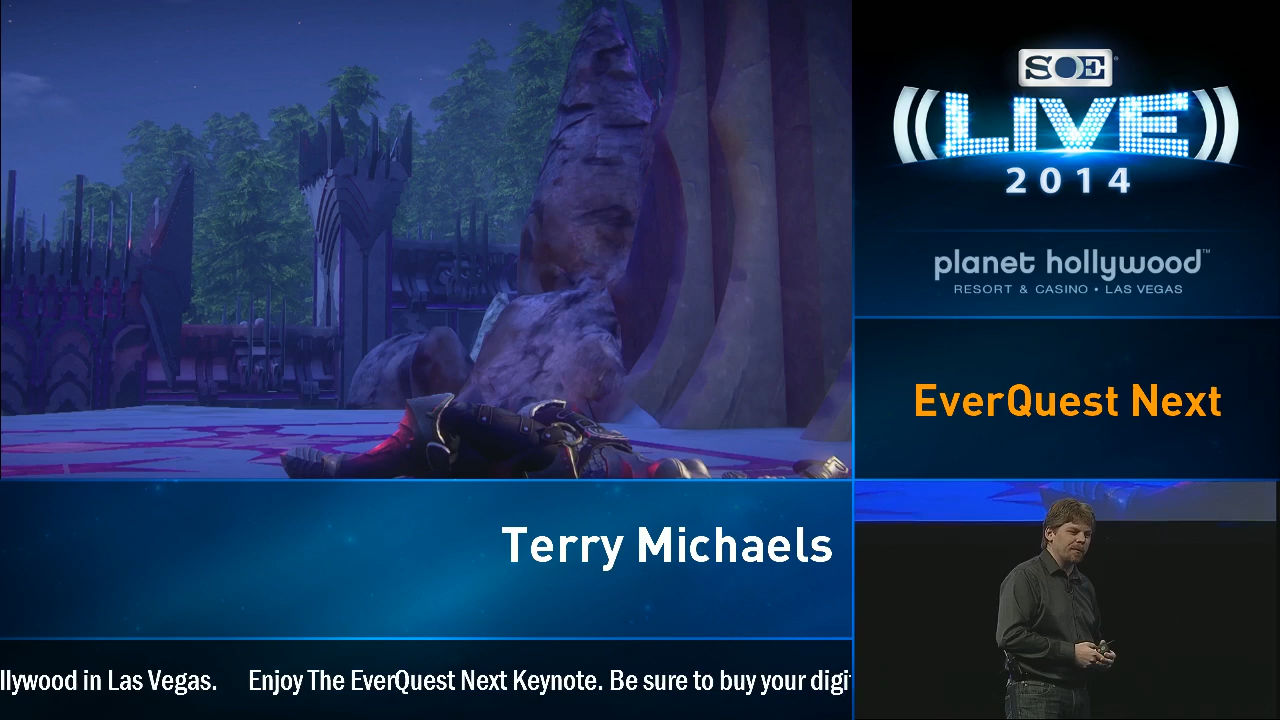 SOE
LIVE
2014
planet hollywood™
RESORT & CASINO • LAS VEGAS
EverQuest Next
Terry Michaels
llywood in Las Vegas. Enjoy The EverQuest Next Keynote. Be sure to buy your digi